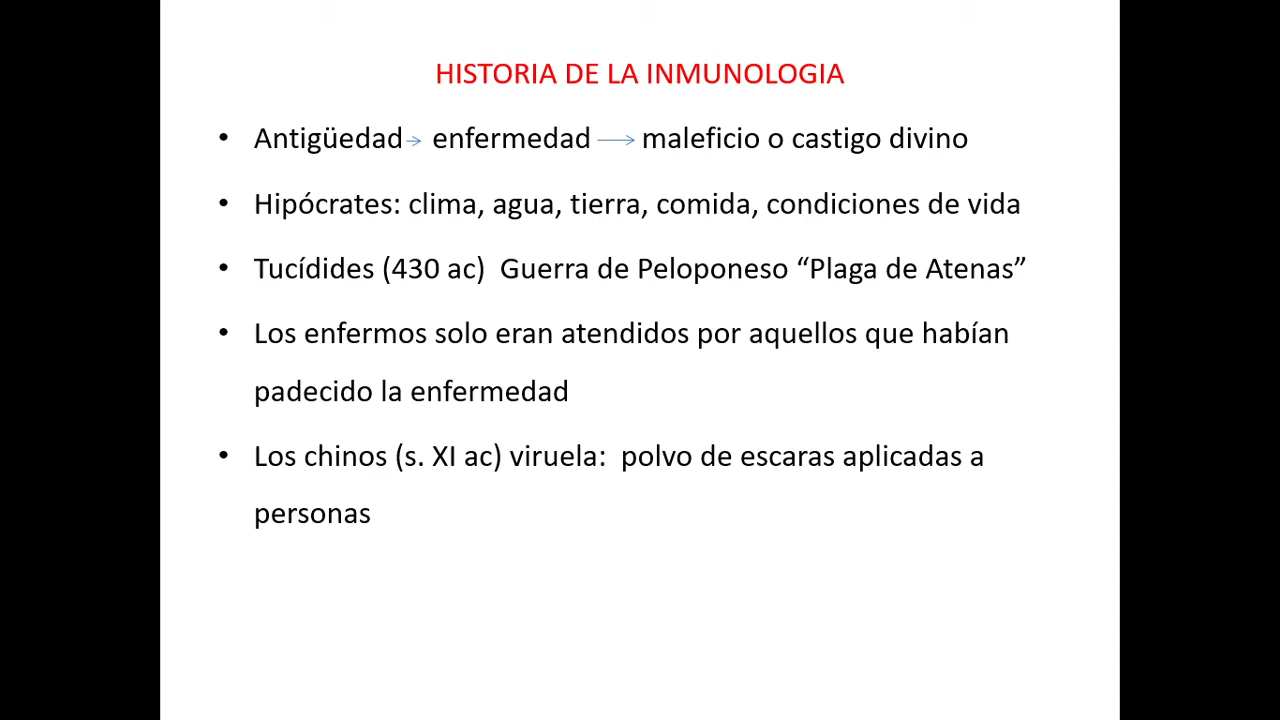 HISTORIA DE LA INMUNOLOGIA
• Antigüedad → enfermedad → maleficio o castigo divino
• Hipócrates: clima, agua, tierra, comida, condiciones de vida
• Tucídides (430 ac)  Guerra de Peloponeso “Plaga de Atenas”
• Los enfermos solo eran atendidos por aquellos que habían
padecido la enfermedad
• Los chinos (s. XI ac) viruela:  polvo de escaras aplicadas a
personas